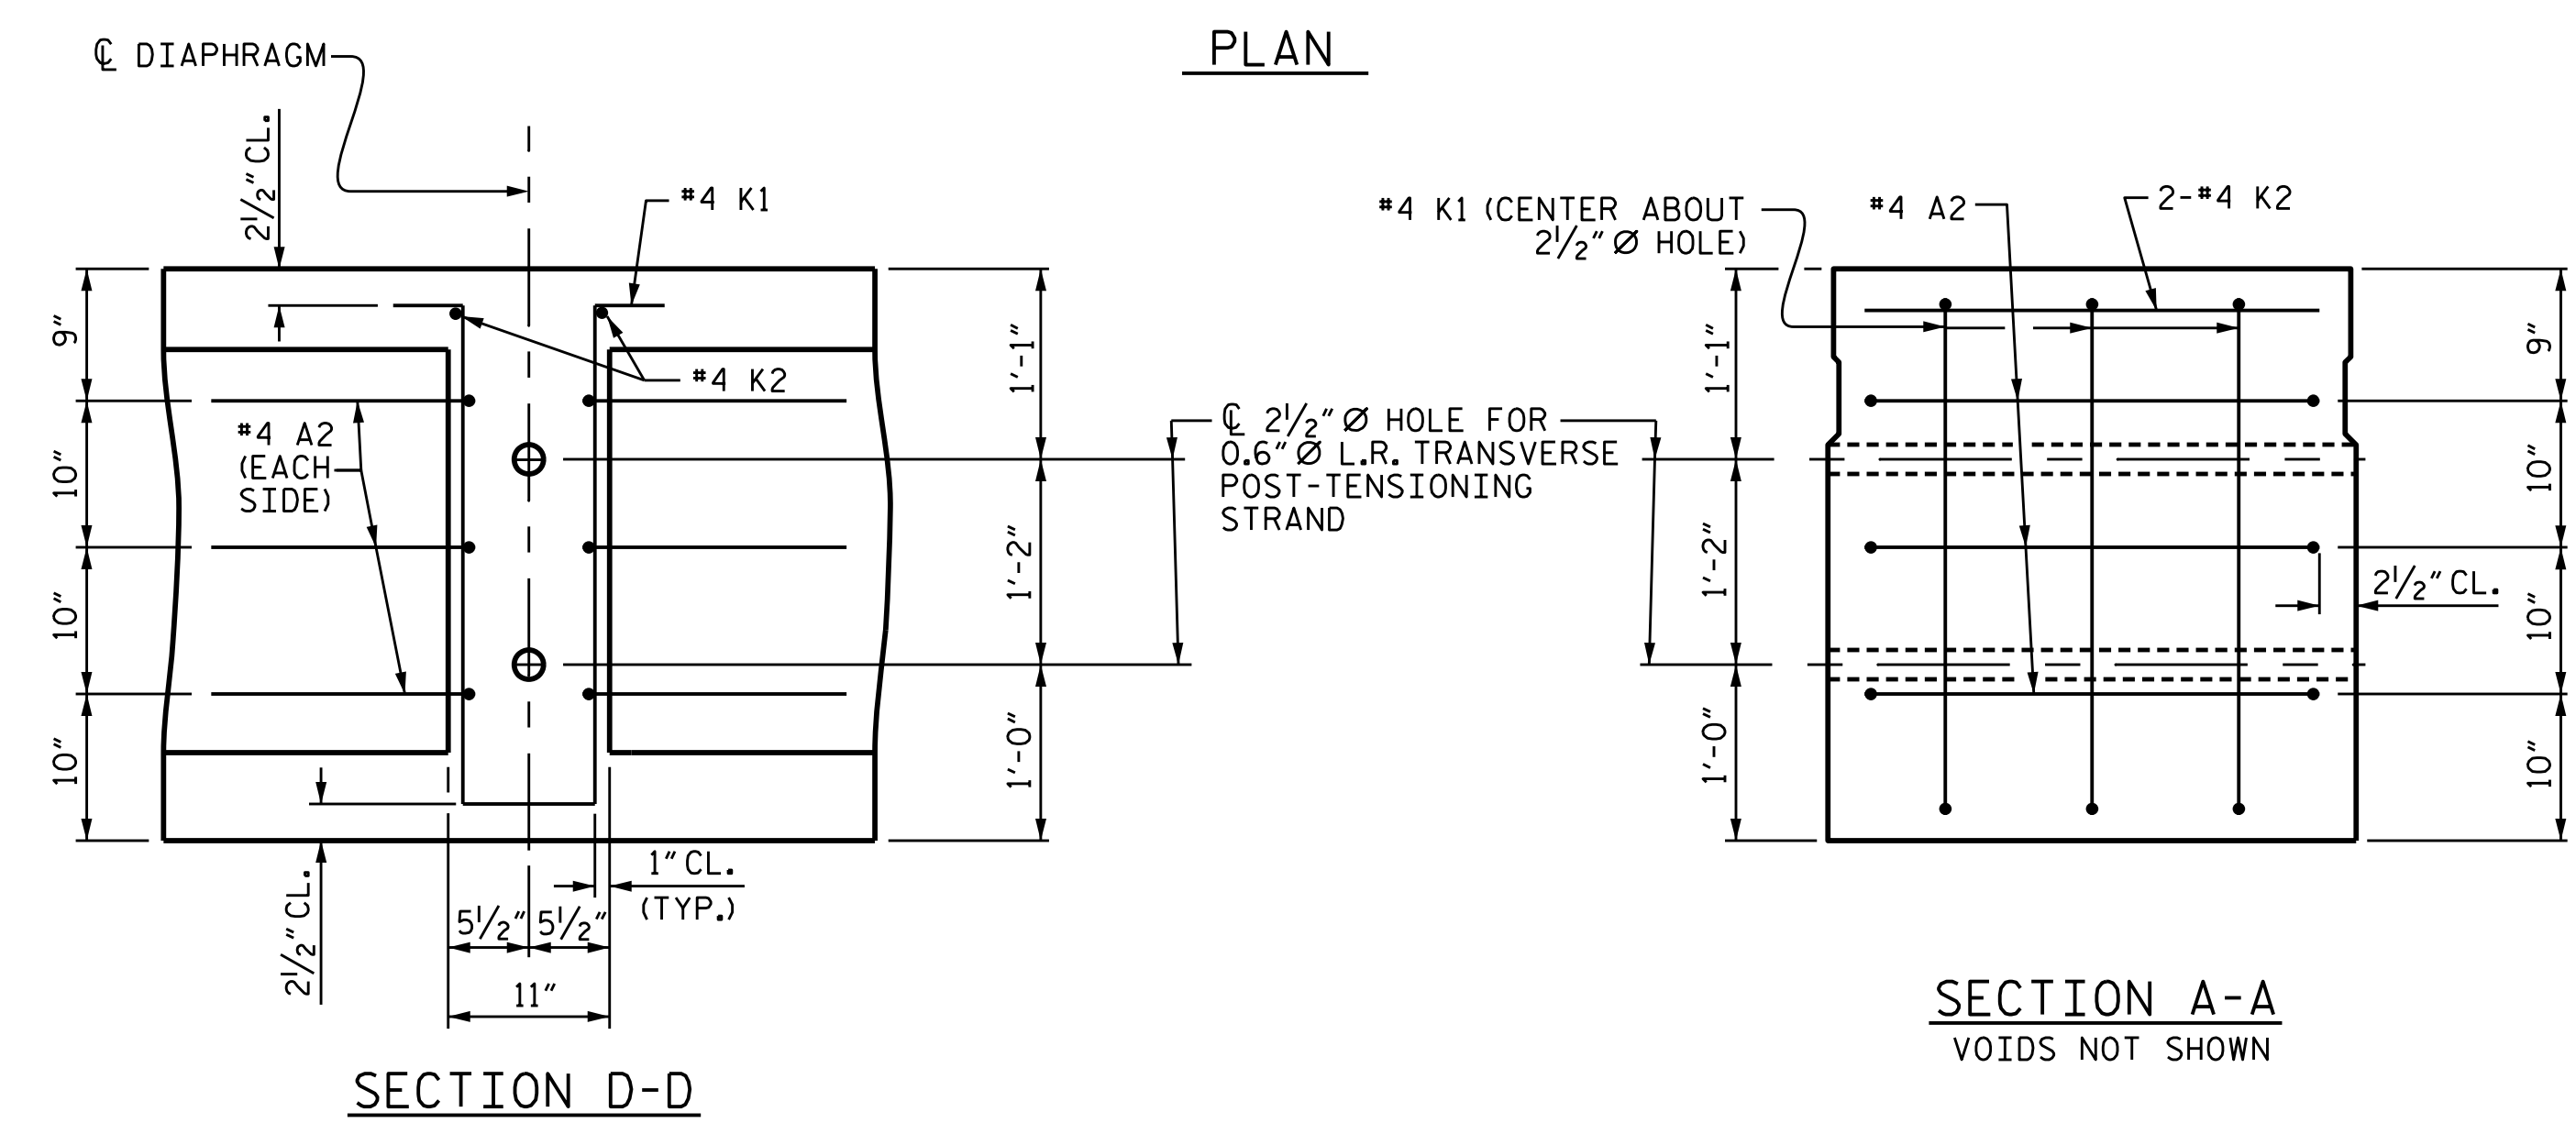 PLAN
℄ DIAPHRAGM
2½" CL.
#4 K1
#4 K2
#4 A2
(EACH
SIDE)
9"
10"
10"
10"
1'-1"
1'-2"
1'-0"
2½" CL.
1" CL.
(TYP.)
5½"
5½"
11"
SECTION D-D
℄ 2½" Ø HOLE FOR
0.6" Ø L.R. TRANSVERSE
POST-TENSIONING
STRAND
#4 K1 (CENTER ABOUT
2½" Ø HOLE)
#4 A2
2-#4 K2
1'-1"
1'-2"
1'-0"
9"
10"
10"
10"
2½" CL.
SECTION A-A
VOIDS NOT SHOWN